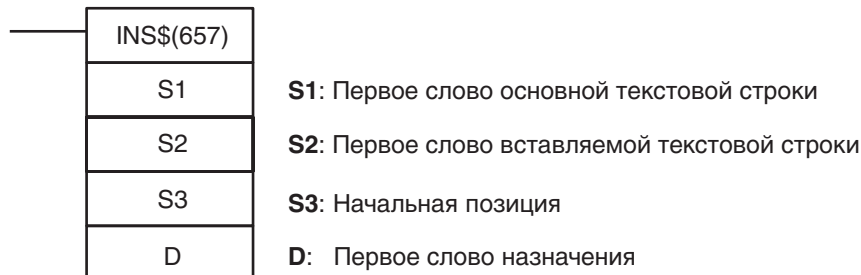 INS$(657)
S1 S1: Первое слово основной текстовой строки
S2 S2: Первое слово вставляемой текстовой строки
S3 S3: Начальная позиция
D D: Первое слово назначения